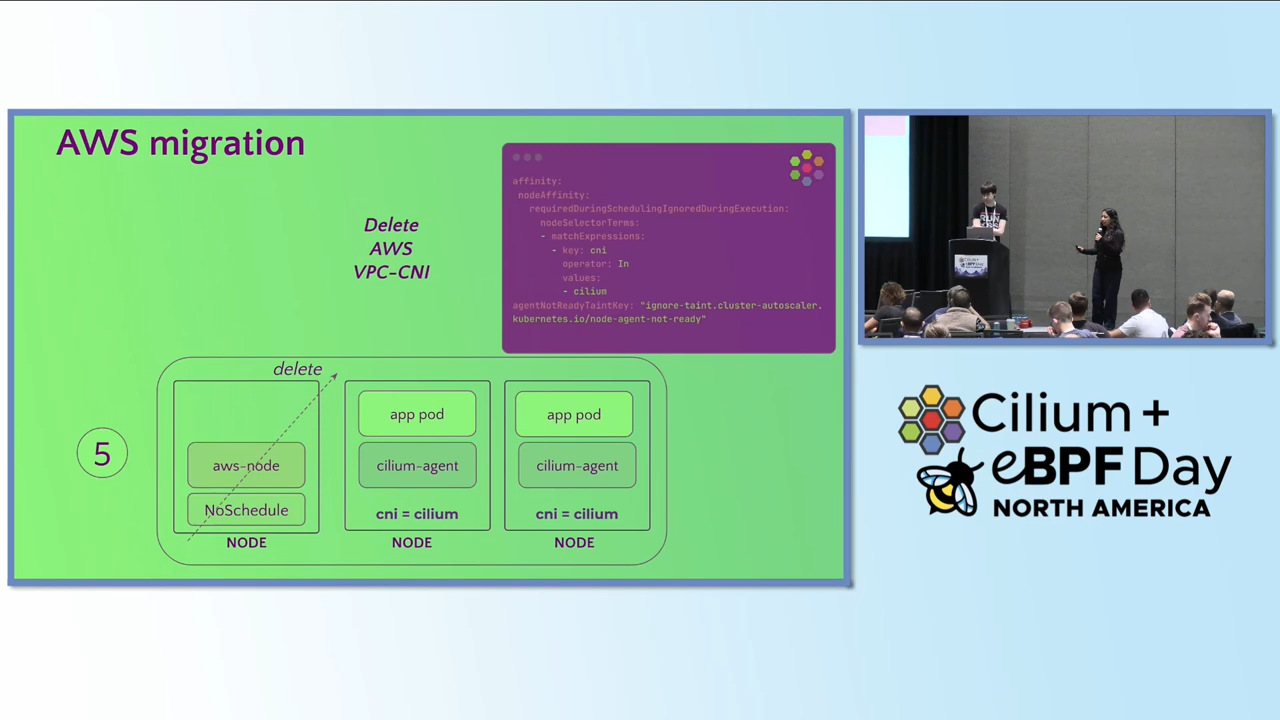 AWS migration
Delete
AWS
VPC-CNI
affinity:
nodeAffinity:
requiredDuringSchedulingIgnoredDuringExecution:
nodeSelectorTerms:
- matchExpressions:
- key: cni
operator: In
values:
- cilium
agentNotReadyTaintKey: "ignore-taint.cluster-autoscaler.
kubernetes.io/node-agent-not-ready"
5
delete
aws-node
NoSchedule
NODE
app pod
cilium-agent
cni = cilium
NODE
app pod
cilium-agent
cni = cilium
NODE
Cilium +
eBPF Day
NORTH AMERICA